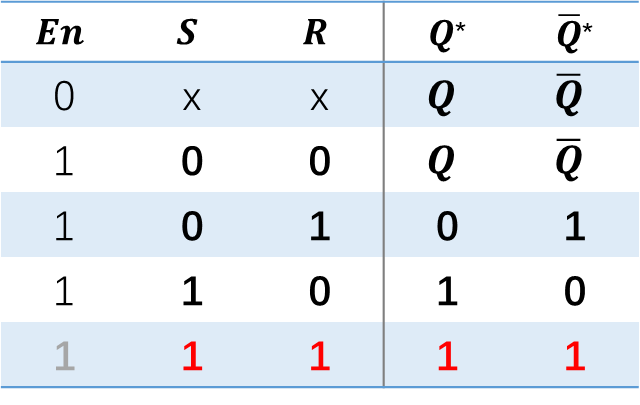 En S R Q* Q̅*
0 x x Q Q̅
1 0 0 Q Q̅
1 0 1 0 1
1 1 0 1 0
1 1 1 1 1